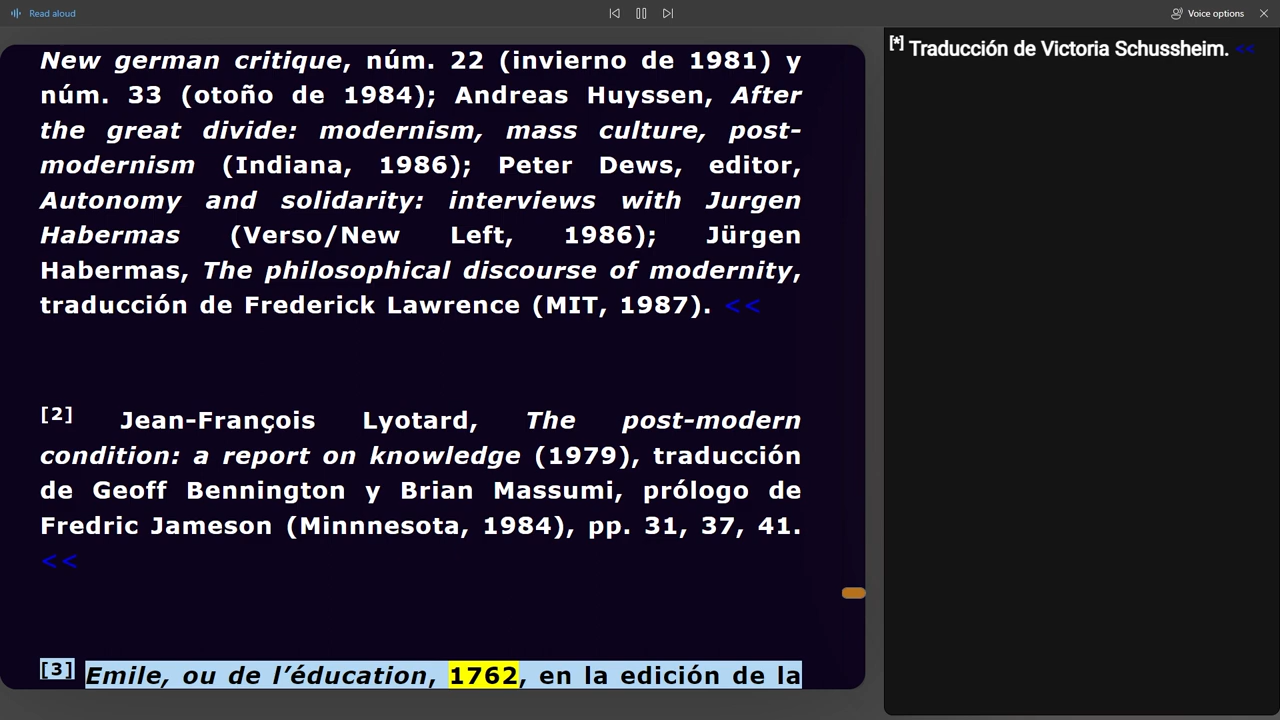 Read aloud
Voice options
New german critique, núm. 22 (invierno de 1981) y
núm. 33 (otoño de 1984); Andreas Huyssen, After
the great divide: modernism, mass culture, post-
modernism (Indiana, 1986); Peter Dews, editor,
Autonomy and solidarity: interviews with Jurgen
Habermas (Verso/New Left, 1986); Jürgen
Habermas, The philosophical discourse of modernity,
traducción de Frederick Lawrence (MIT, 1987). <<
[2] Jean-François Lyotard, The post-modern
condition: a report on knowledge (1979), traducción
de Geoff Bennington y Brian Massumi, prólogo de
Fredric Jameson (Minnnesota, 1984), pp. 31, 37, 41.
<<
[3] Emile, ou de l’éducation, 1762, en la edición de la
[*] Traducción de Victoria Schussheim. <<